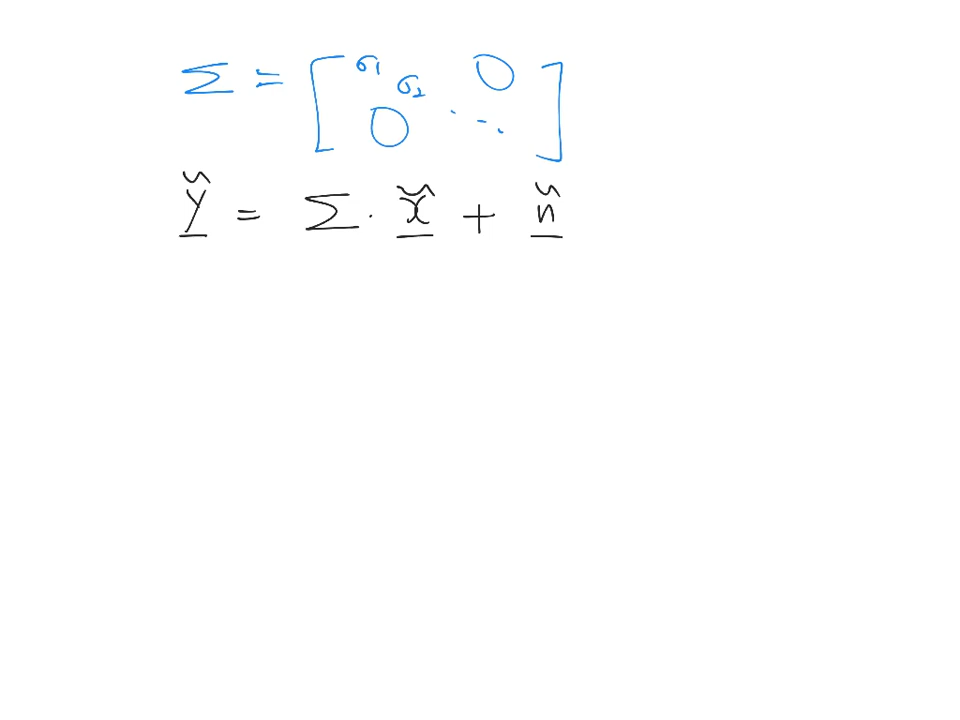 Σ = [ σ₁ σ₂ 0 0 ⋱ ]
ỹ = Σ · x̃ + ñ